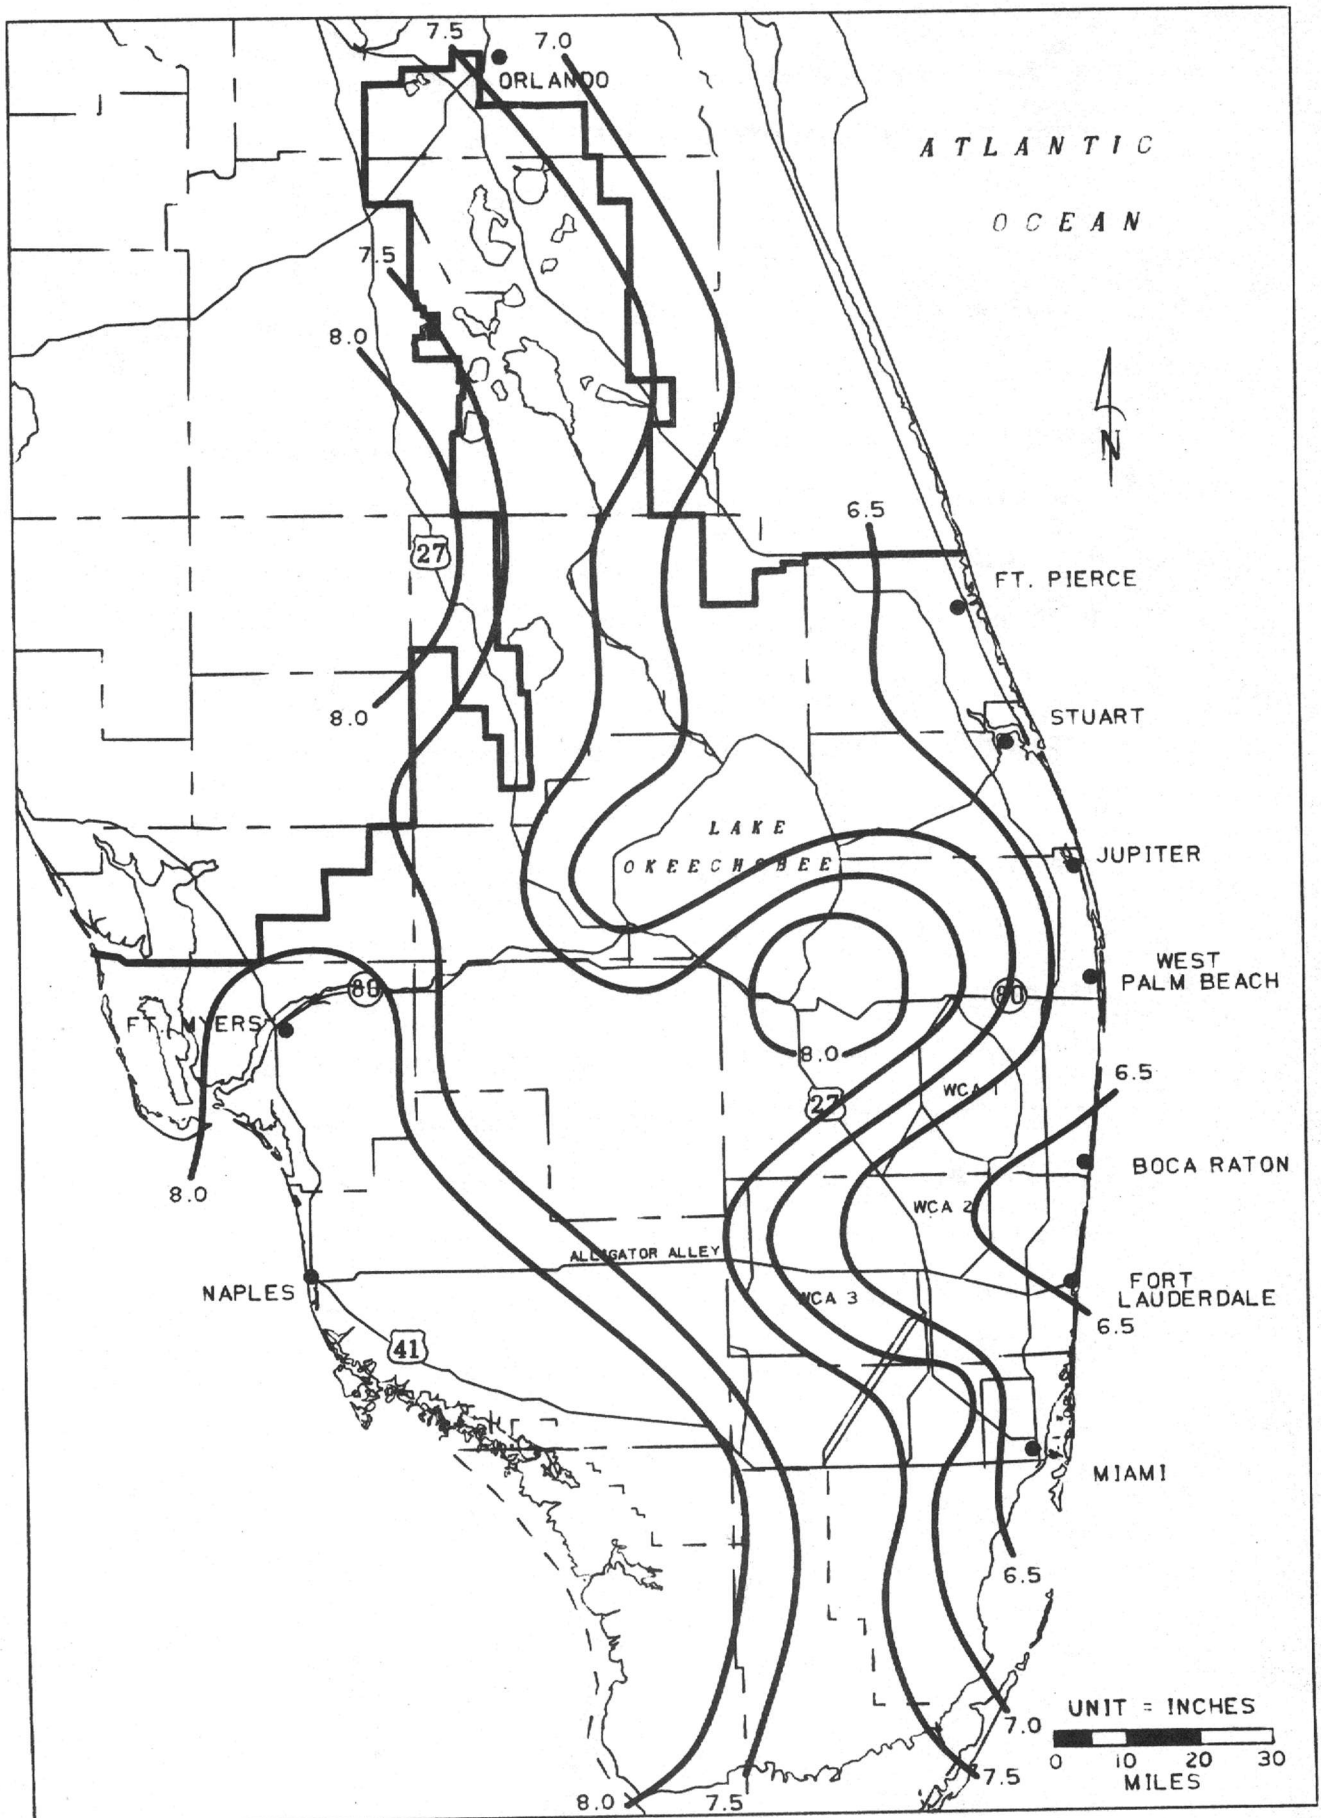 7.5
7.0
ORLANDO
ATLANTIC
OCEAN
7.5
8.0
N
6.5
27
FT. PIERCE
8.0
STUART
LAKE
OKEECHOBEE
JUPITER
80
80
WEST
PALM BEACH
FT. MYERS
8.0
6.5
27
WCA 1
8.0
BOCA RATON
WCA 2
ALLIGATOR ALLEY
NAPLES
WCA 3
FORT
LAUDERDALE
6.5
41
MIAMI
6.5
UNIT = INCHES
7.0
0 10 20 30
MILES
7.5
8.0
7.5